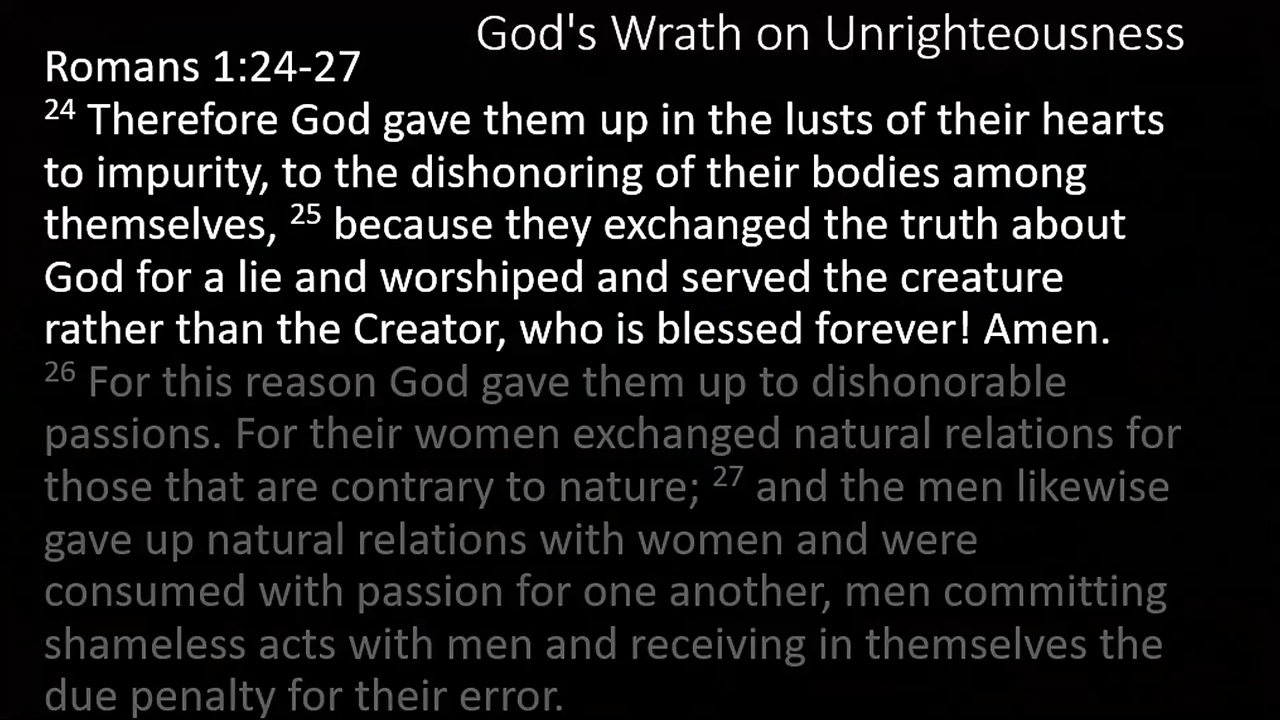 God's Wrath on Unrighteousness
Romans 1:24-27
24 Therefore God gave them up in the lusts of their hearts
to impurity, to the dishonoring of their bodies among
themselves, 25 because they exchanged the truth about
God for a lie and worshiped and served the creature
rather than the Creator, who is blessed forever! Amen.
26 For this reason God gave them up to dishonorable
passions. For their women exchanged natural relations for
those that are contrary to nature; 27 and the men likewise
gave up natural relations with women and were
consumed with passion for one another, men committing
shameless acts with men and receiving in themselves the
due penalty for their error.